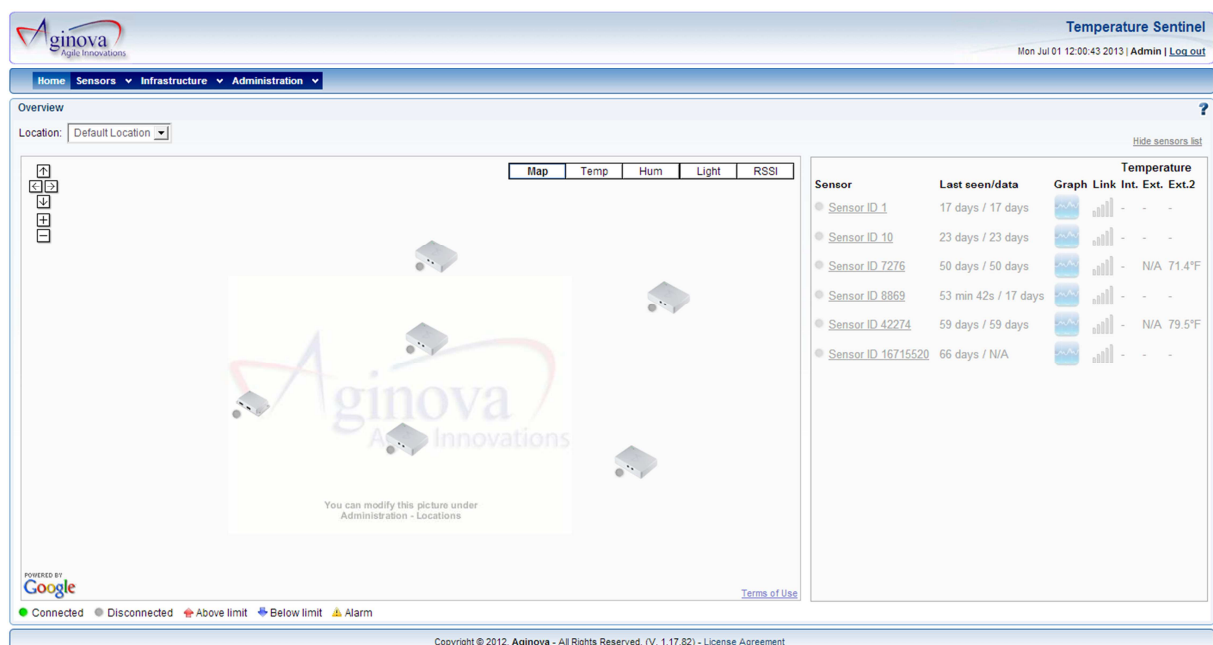 Aginova
Agile Innovations
Temperature Sentinel
Mon Jul 01 12:00:43 2013 | Admin | Log out
Home Sensors Infrastructure Administration
Overview
?
Location: Default Location
Hide sensors list
Map Temp Hum Light RSSI
Aginova
Agile Innovations
You can modify this picture under
Administration - Locations
POWERED BY
Google
Terms of Use
Temperature
Sensor Last seen/data Graph Link Int. Ext. Ext.2
Sensor ID 1 17 days / 17 days - - -
Sensor ID 10 23 days / 23 days - - -
Sensor ID 7276 50 days / 50 days - N/A 71.4°F
Sensor ID 8869 53 min 42s / 17 days - - -
Sensor ID 42274 59 days / 59 days - N/A 79.5°F
Sensor ID 16715520 66 days / N/A - - -
Connected Disconnected Above limit Below limit Alarm
Copyright © 2012, Aginova - All Rights Reserved. (V. 1.17.82) - License Agreement